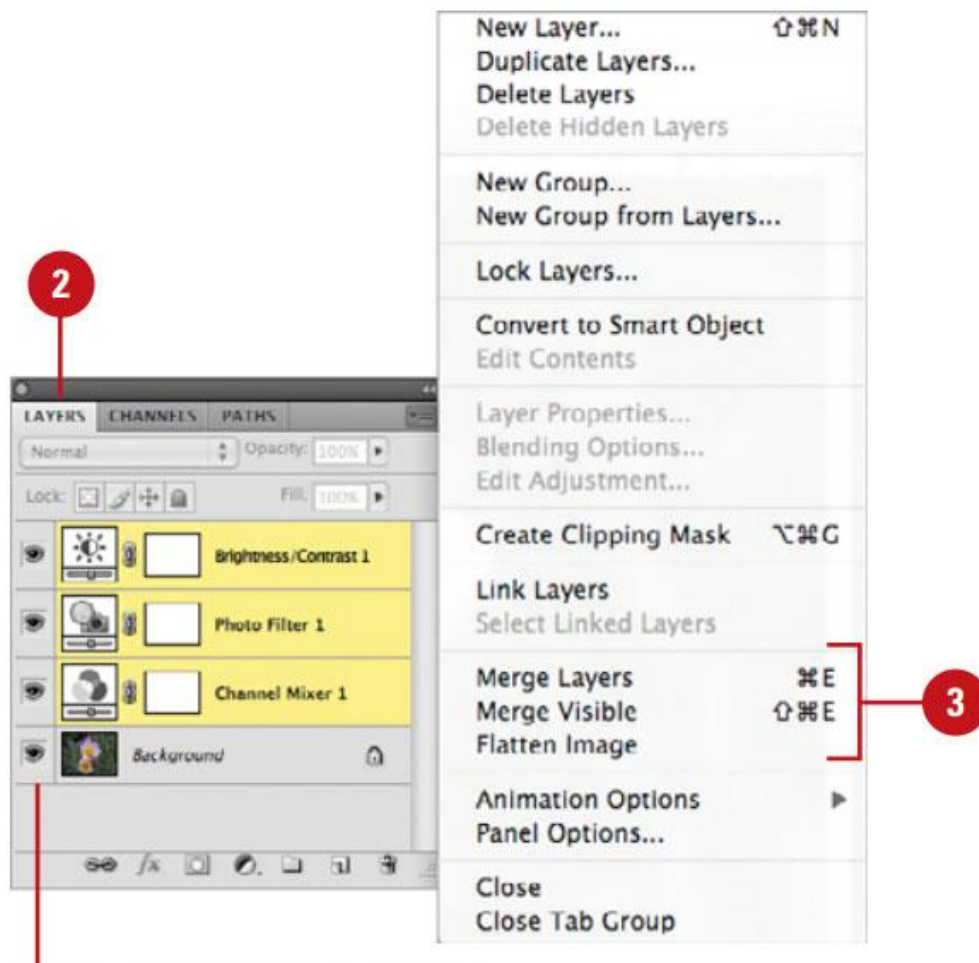 New Layer... ⇧⌘N
Duplicate Layers...
Delete Layers
Delete Hidden Layers
New Group...
New Group from Layers...
Lock Layers...
Convert to Smart Object
Edit Contents
Layer Properties...
Blending Options...
Edit Adjustment...
Create Clipping Mask ⌥⌘G
Link Layers
Select Linked Layers
Merge Layers ⌘E
Merge Visible ⇧⌘E
Flatten Image
Animation Options
Panel Options...
Close
Close Tab Group
2
3
LAYERS CHANNELS PATHS
Normal Opacity: 100%
Lock: Fill: 100%
Brightness/Contrast 1
Photo Filter 1
Channel Mixer 1
Background
fx